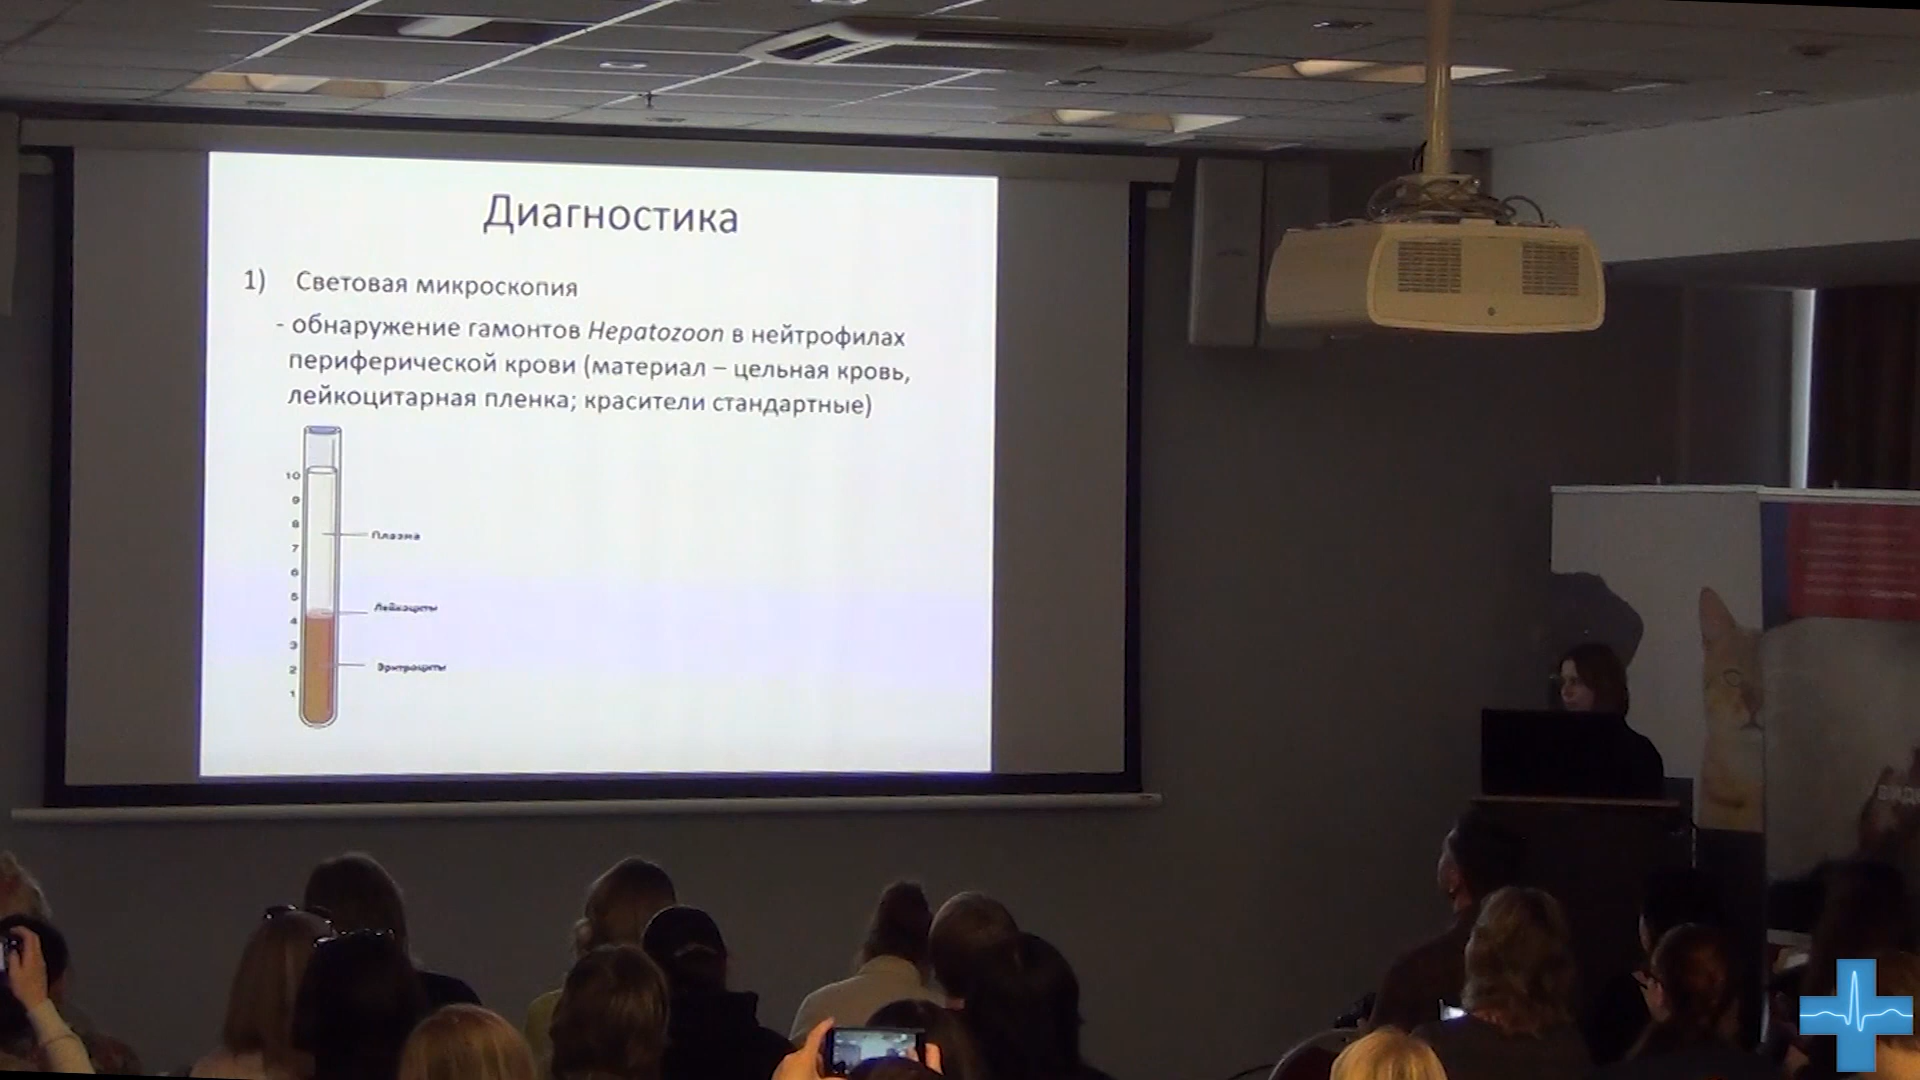 Диагностика
1) Световая микроскопия
- обнаружение гамонтов Hepatozoon в нейтрофилах
периферической крови (материал – цельная кровь,
лейкоцитарная пленка; красители стандартные)
10
9
8
Плазма
7
6
5
Лейкоциты
4
3
2
Эритроциты
1